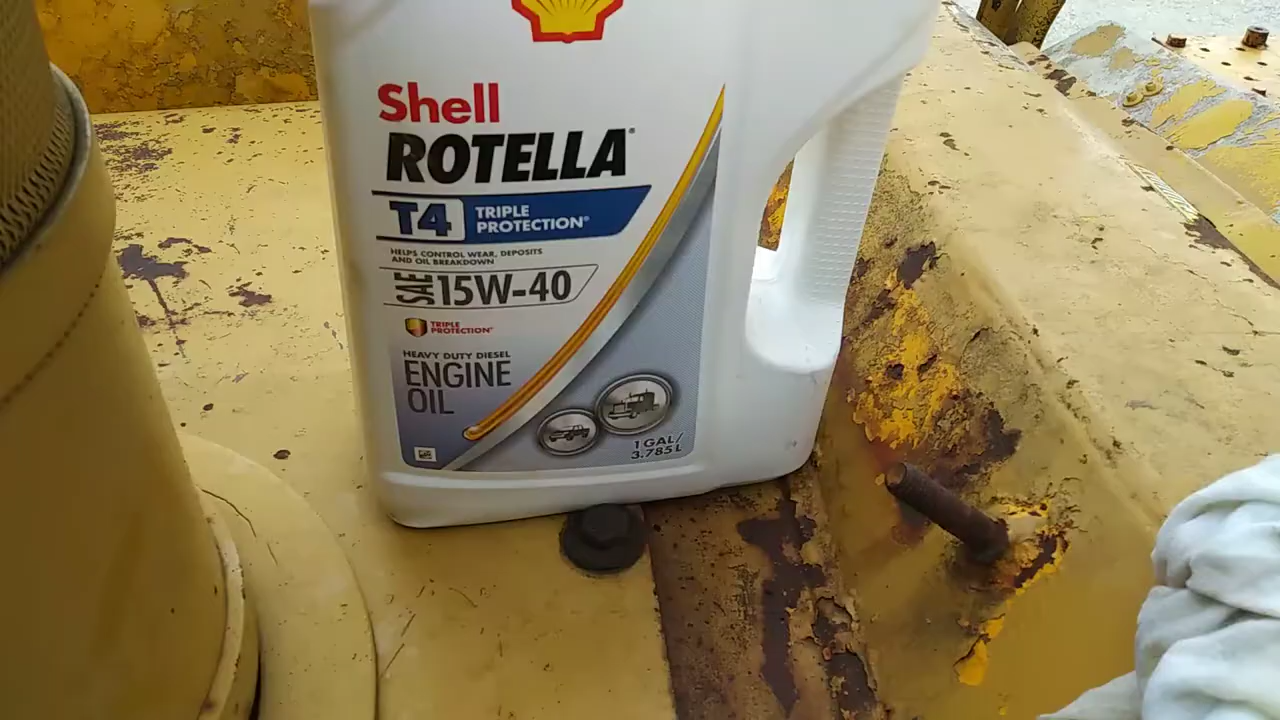 Shell
ROTELLA®
T4 TRIPLE
PROTECTION®
HELPS CONTROL WEAR, DEPOSITS
AND OIL BREAKDOWN
SAE 15W-40
TRIPLE
PROTECTION®
HEAVY DUTY DIESEL
ENGINE
OIL
1 GAL/
3.785 L